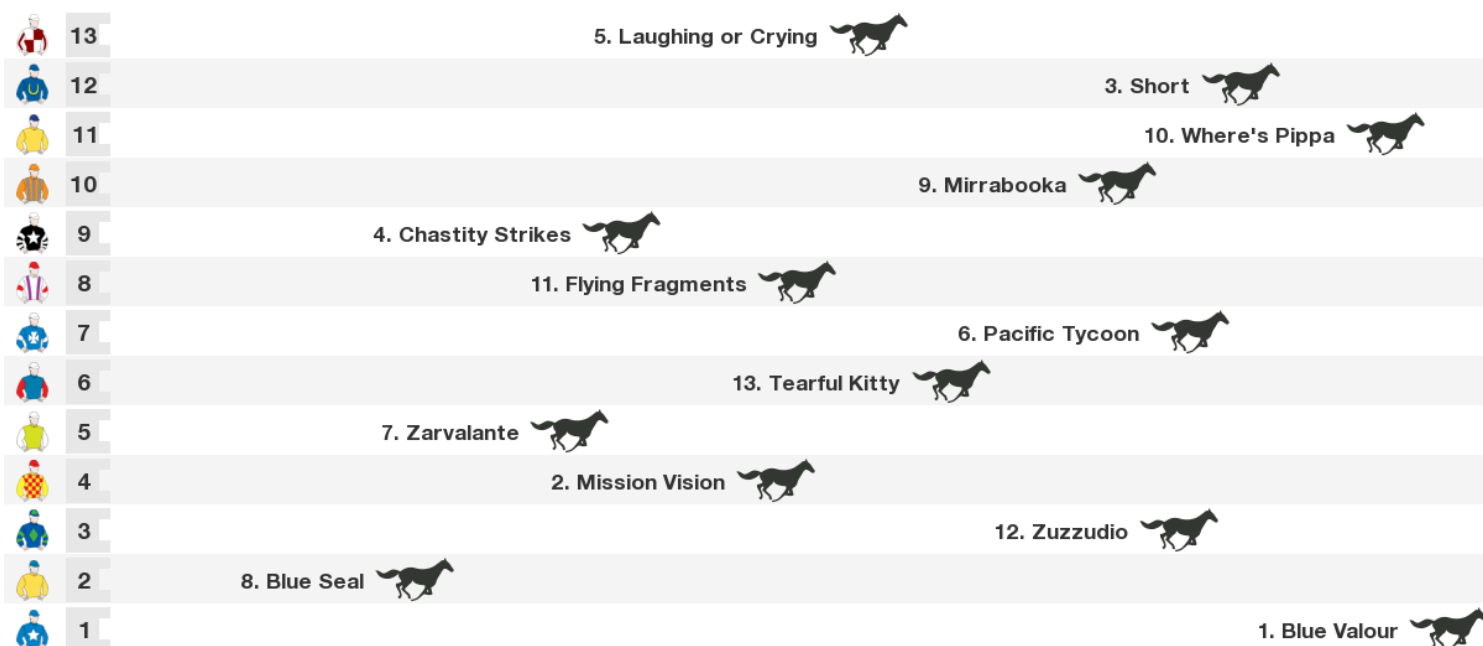 13 5. Laughing or Crying
12 3. Short
11 10. Where's Pippa
10 9. Mirrabooka
9 4. Chastity Strikes
8 11. Flying Fragments
7 6. Pacific Tycoon
6 13. Tearful Kitty
5 7. Zarvalante
4 2. Mission Vision
3 12. Zuzzudio
2 8. Blue Seal
1 1. Blue Valour